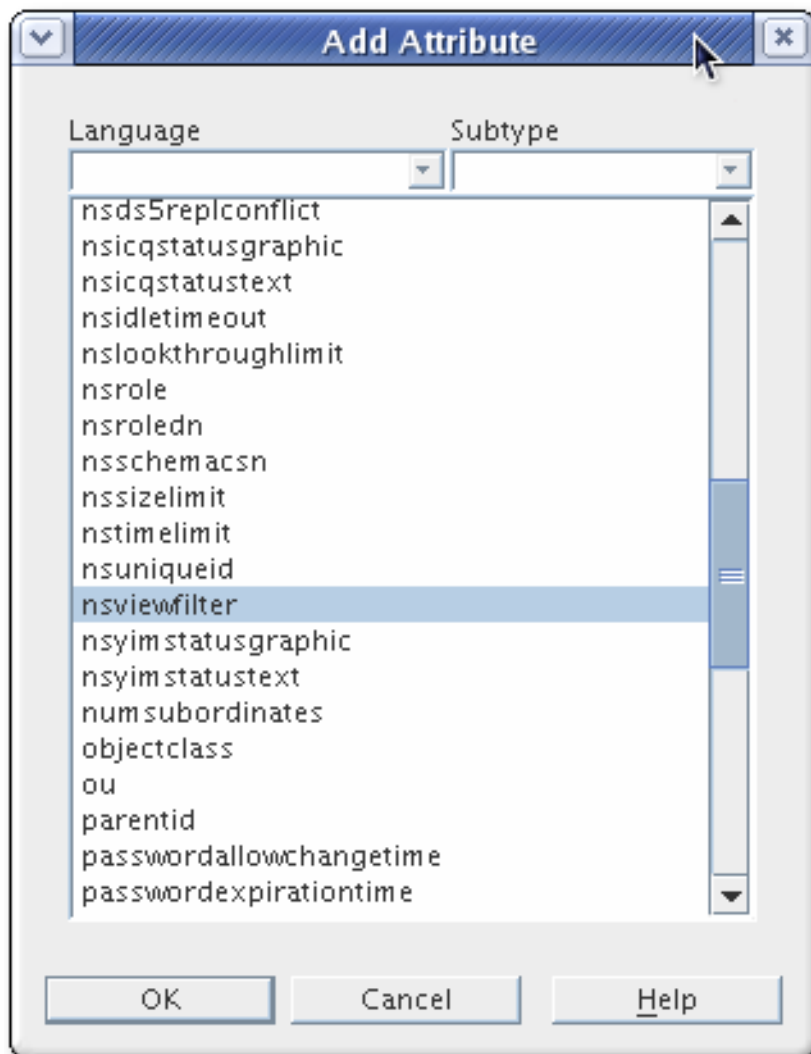 Add Attribute
Language Subtype
nsds5replconflict
nsicqstatusgraphic
nsicqstatustext
nsidletimeout
nslookthroughlimit
nsrole
nsroledn
nsschemacsn
nssizelimit
nstimelimit
nsuniqueid
nsviewfilter
nsyimstatusgraphic
nsyimstatustext
numsubordinates
objectclass
ou
parentid
passwordallowchangetime
passwordexpirationtime
OK Cancel Help